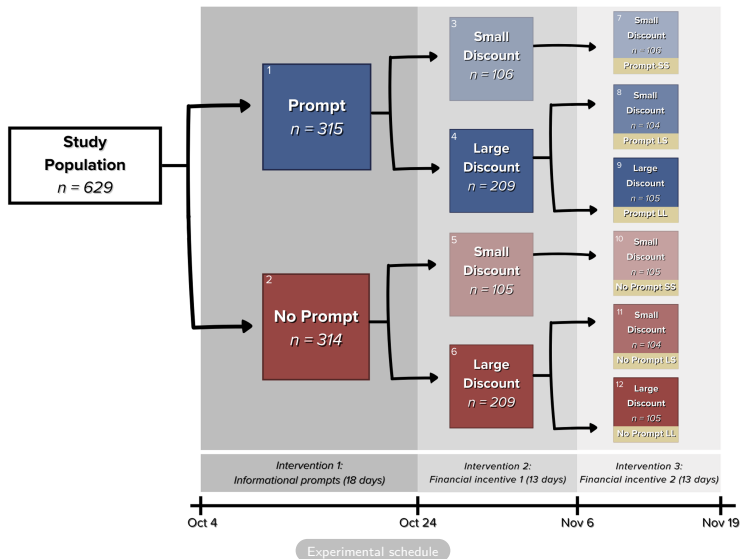 Study
Population
n = 629
1
Prompt
n = 315
2
No Prompt
n = 314
3
Small
Discount
n = 106
4
Large
Discount
n = 209
5
Small
Discount
n = 105
6
Large
Discount
n = 209
7
Small
Discount
n = 106
Prompt SS
8
Small
Discount
n = 104
Prompt LS
9
Large
Discount
n = 105
Prompt LL
10
Small
Discount
n = 105
No Prompt SS
11
Small
Discount
n = 104
No Prompt LS
12
Large
Discount
n = 105
No Prompt LL
Intervention 1:
Informational prompts (18 days)
Intervention 2:
Financial incentive 1 (13 days)
Intervention 3:
Financial incentive 2 (13 days)
Oct 4
Oct 24
Nov 6
Nov 19
Experimental schedule